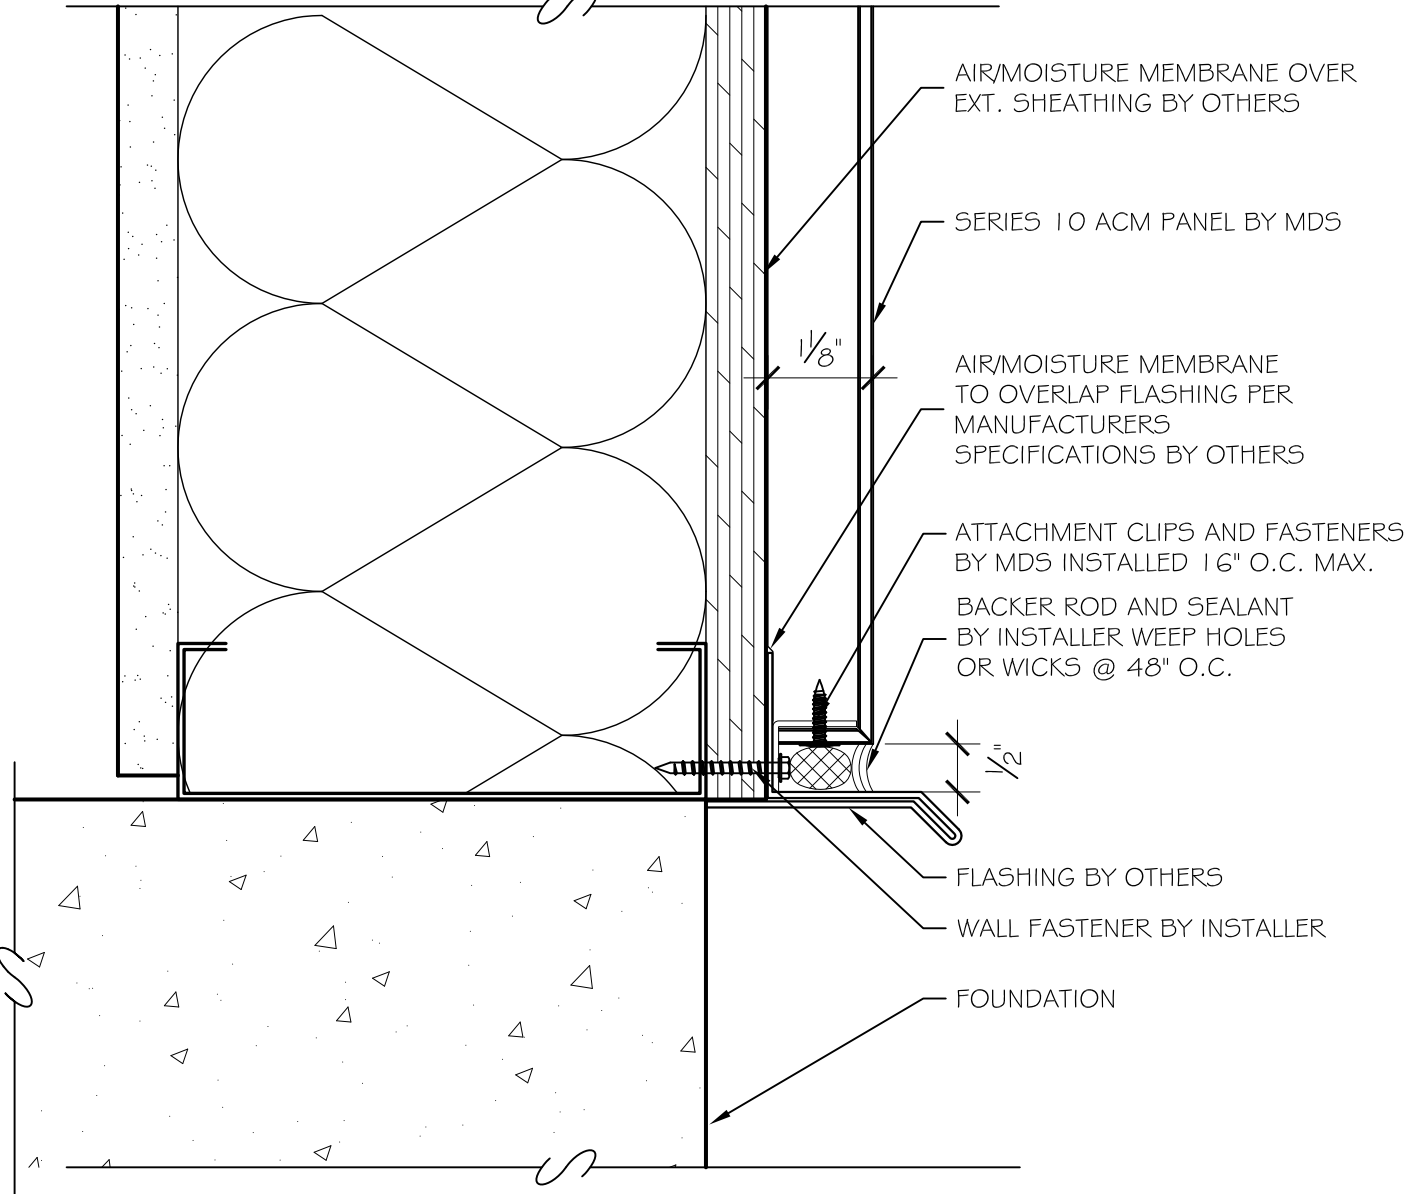 AIR/MOISTURE MEMBRANE OVER
EXT. SHEATHING BY OTHERS
SERIES 10 ACM PANEL BY MDS
1 1/8"
AIR/MOISTURE MEMBRANE
TO OVERLAP FLASHING PER
MANUFACTURERS
SPECIFICATIONS BY OTHERS
ATTACHMENT CLIPS AND FASTENERS
BY MDS INSTALLED 16" O.C. MAX.
BACKER ROD AND SEALANT
BY INSTALLER WEEP HOLES
OR WICKS @ 48" O.C.
1/2"
FLASHING BY OTHERS
WALL FASTENER BY INSTALLER
FOUNDATION